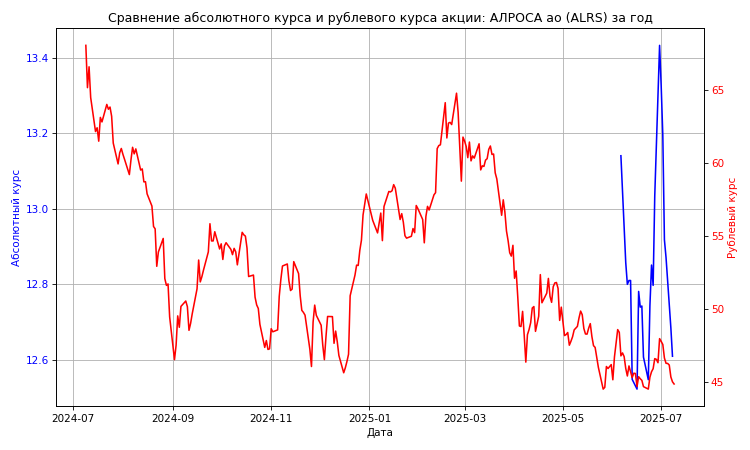 Сравнение абсолютного курса и рублевого курса акции: АЛРОСА ао (ALRS) за год
13.4
13.2
13.0
12.8
12.6
Абсолютный курс
65
60
55
50
45
Рублевый курс
2024-07 2024-09 2024-11 2025-01 2025-03 2025-05 2025-07
Дата